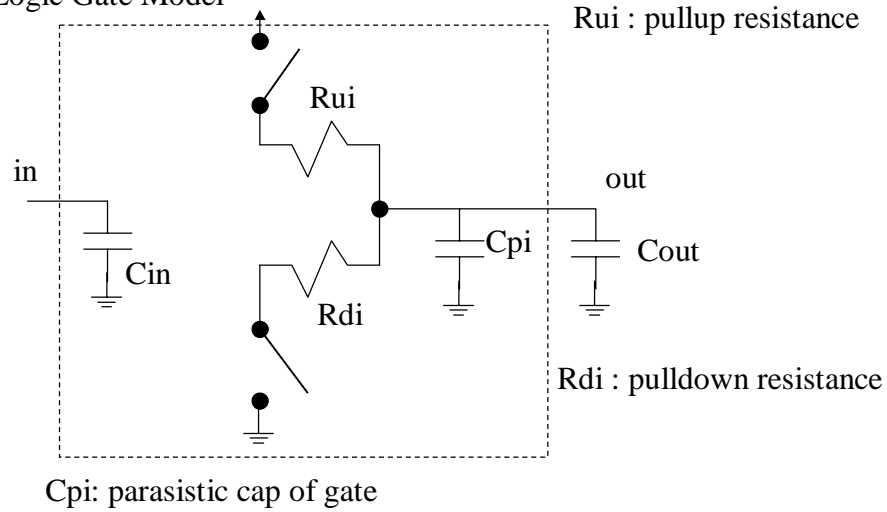 Logic Gate Model
Rui : pullup resistance
Rui
in
out
Cin
Cpi
Cout
Rdi
Rdi : pulldown resistance
Cpi: parasistic cap of gate